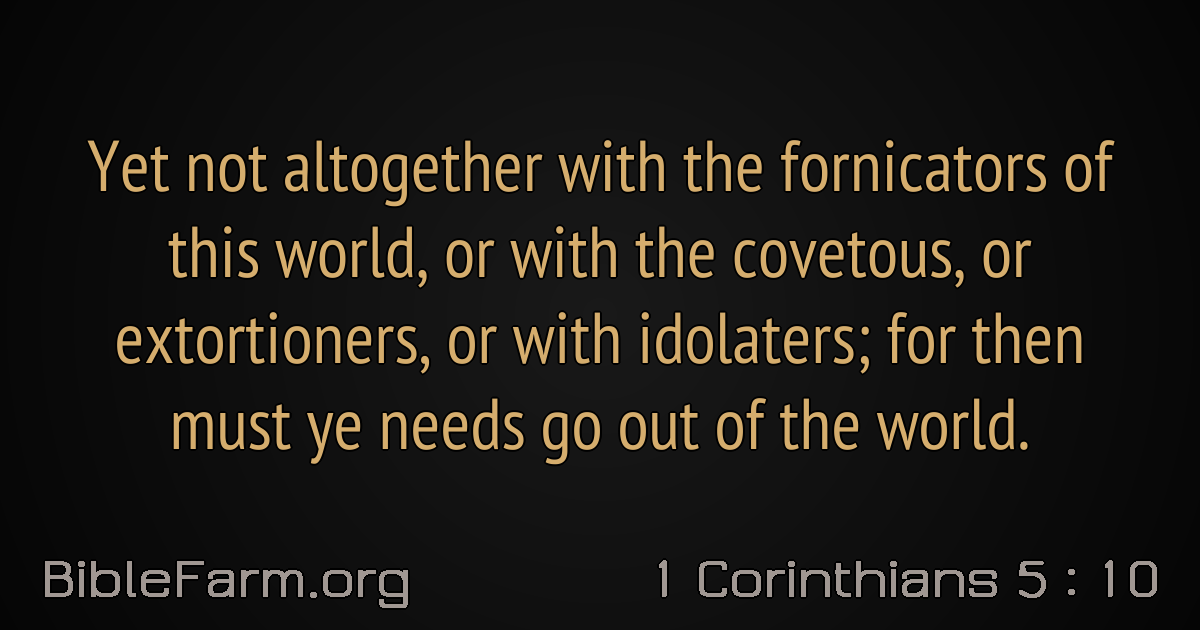 Yet not altogether with the fornicators of
this world, or with the covetous, or
extortioners, or with idolaters; for then
must ye needs go out of the world.
BibleFarm.org
1 Corinthians 5 : 10